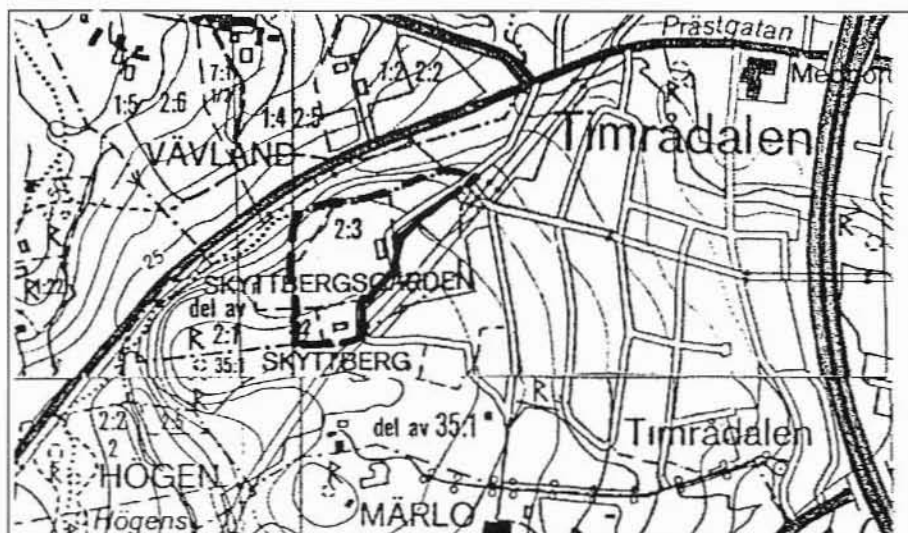 Prästgatan
7:1
1:2 2:2
1:5 2:6
1:4 2:5
VÄVLAND
Timrådalen
2:3
25
SKYTTBERGSGÅRDEN
del av
2:1
2
SKYTTBERG
35:1
2:2
2
del av 35:1
Timrådalen
HÖGEN
MÄRLO
Högens